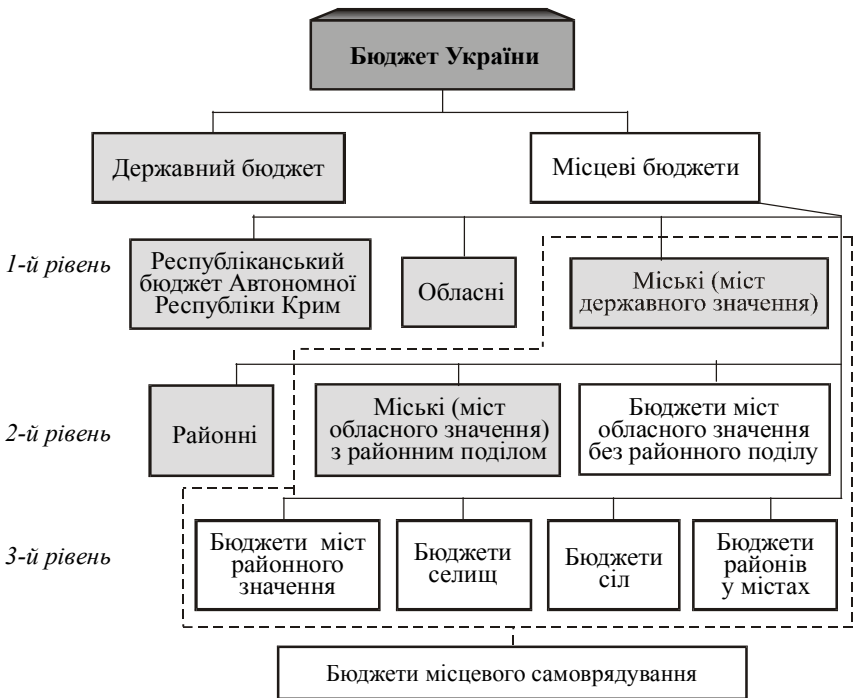 Бюджет України
Державний бюджет
Місцеві бюджети
1-й рівень
Республіканський
бюджет Автономної
Республіки Крим
Обласні
Міські (міст
державного значення)
2-й рівень
Районні
Міські (міст
обласного значення)
з районним поділом
Бюджети міст
обласного значення
без районного поділу
3-й рівень
Бюджети міст
районного
значення
Бюджети
селищ
Бюджети
сіл
Бюджети
районів
у містах
Бюджети місцевого самоврядування